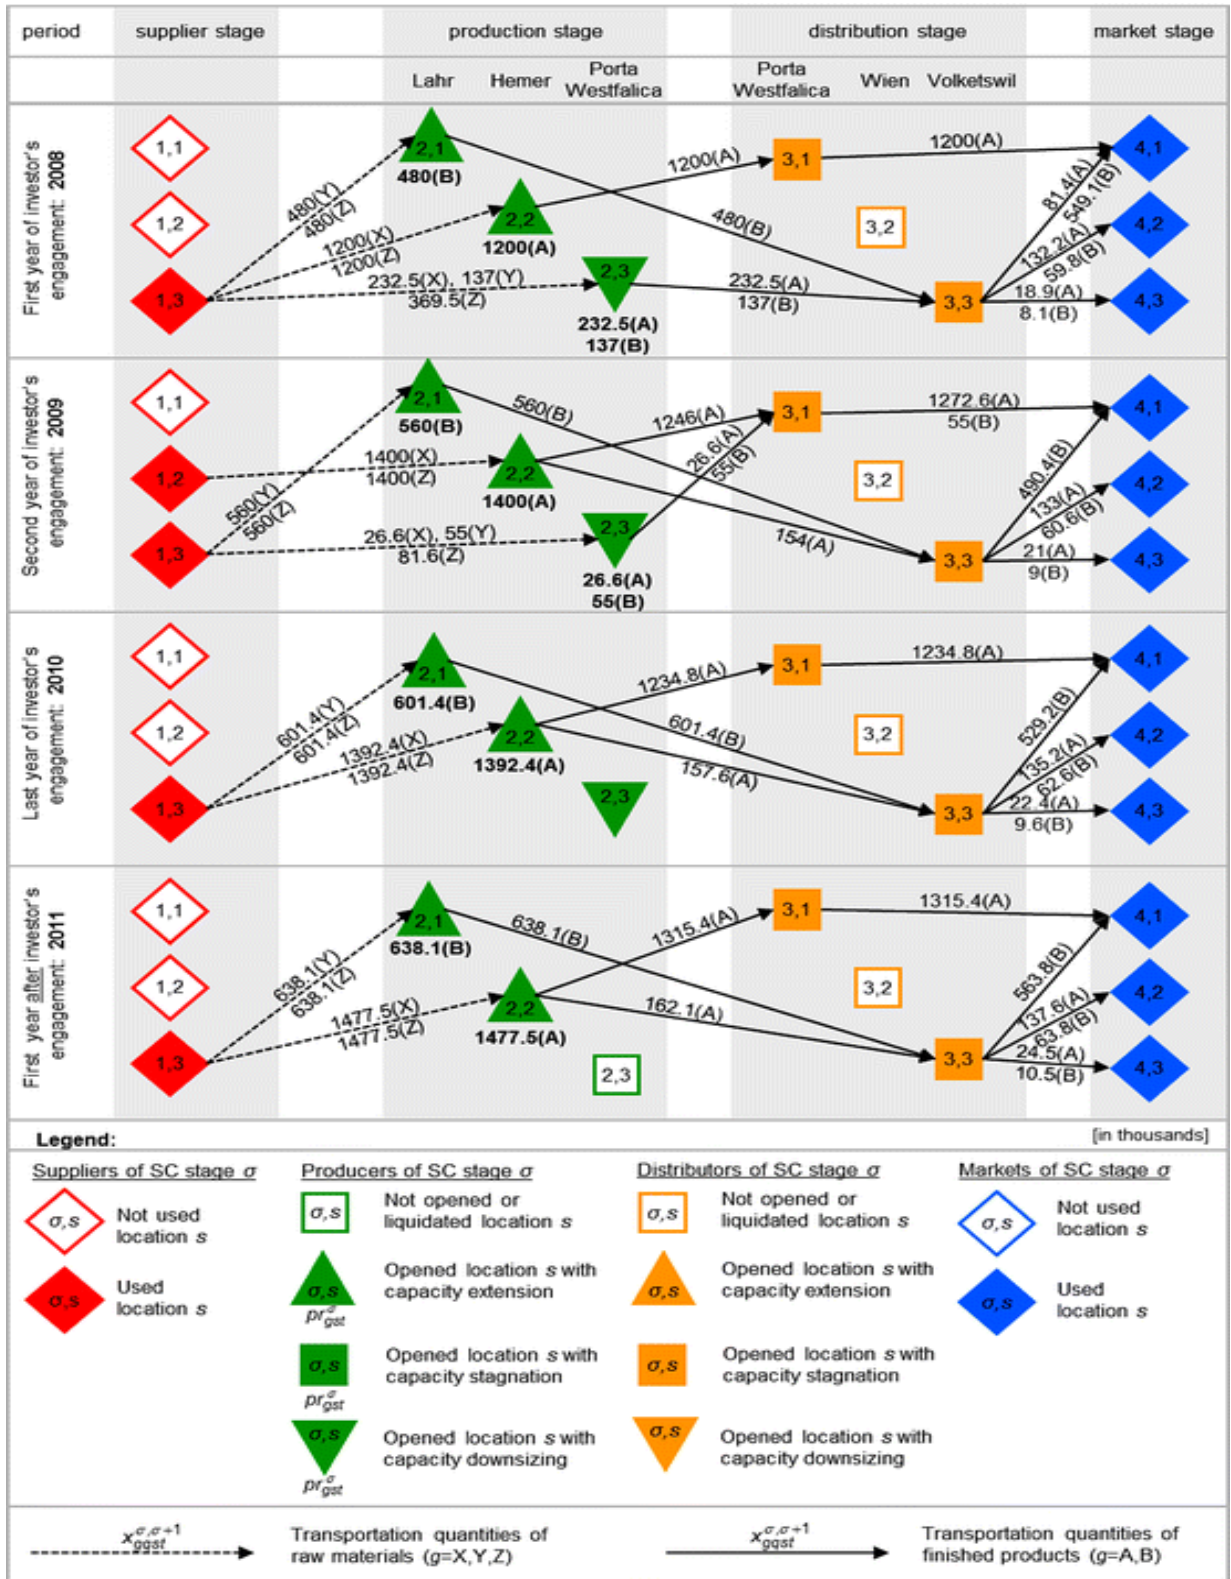 period supplier stage production stage distribution stage market stage
Lahr Hemer Porta Westfalica Porta Westfalica Wien Volketswil
First year of investor's engagement: 2008
1,1
1,2
1,3
480(Y)
480(Z)
1200(X)
1200(Z)
232.5(X), 137(Y)
369.5(Z)
2,1
480(B)
2,2
1200(A)
2,3
232.5(A)
137(B)
1200(A)
480(B)
232.5(A)
137(B)
3,1
3,2
3,3
1200(A)
81.4(A)
549.1(B)
132.2(A)
59.8(B)
18.9(A)
8.1(B)
4,1
4,2
4,3
Second year of investor's engagement: 2009
1,1
1,2
1,3
560(Y)
560(Z)
1400(X)
1400(Z)
26.6(X), 55(Y)
81.6(Z)
2,1
560(B)
2,2
1400(A)
2,3
26.6(A)
55(B)
560(B)
1246(A)
26.6(A)
55(B)
154(A)
3,1
3,2
3,3
1272.6(A)
55(B)
490.4(B)
133(A)
60.6(B)
21(A)
9(B)
4,1
4,2
4,3
Last year of investor's engagement: 2010
1,1
1,2
1,3
601.4(Y)
601.4(Z)
1392.4(X)
1392.4(Z)
2,1
601.4(B)
2,2
1392.4(A)
2,3
1234.8(A)
601.4(B)
157.6(A)
3,1
3,2
3,3
1234.8(A)
529.2(B)
135.2(A)
62.6(B)
22.4(A)
9.6(B)
4,1
4,2
4,3
First year after investor's engagement: 2011
1,1
1,2
1,3
638.1(Y)
638.1(Z)
1477.5(X)
1477.5(Z)
2,1
638.1(B)
2,2
1477.5(A)
2,3
638.1(B)
1315.4(A)
162.1(A)
3,1
3,2
3,3
1315.4(A)
563.8(B)
137.6(A)
63.8(B)
24.5(A)
10.5(B)
4,1
4,2
4,3
Legend: [in thousands]
Suppliers of SC stage σ
σ,s
Not used
location s
σ,s
Used
location s
Producers of SC stage σ
σ,s
Not opened or
liquidated location s
σ,s
pr^σ_gst
Opened location s with
capacity extension
σ,s
pr^σ_gst
Opened location s with
capacity stagnation
σ,s
pr^σ_gst
Opened location s with
capacity downsizing
Distributors of SC stage σ
σ,s
Not opened or
liquidated location s
σ,s
Opened location s with
capacity extension
σ,s
Opened location s with
capacity stagnation
σ,s
Opened location s with
capacity downsizing
Markets of SC stage σ
σ,s
Not used
location s
σ,s
Used
location s
x^σ,σ+1_gqst
Transportation quantities of
raw materials (g=X,Y,Z)
x^σ,σ+1_gqst
Transportation quantities of
finished products (g=A,B)